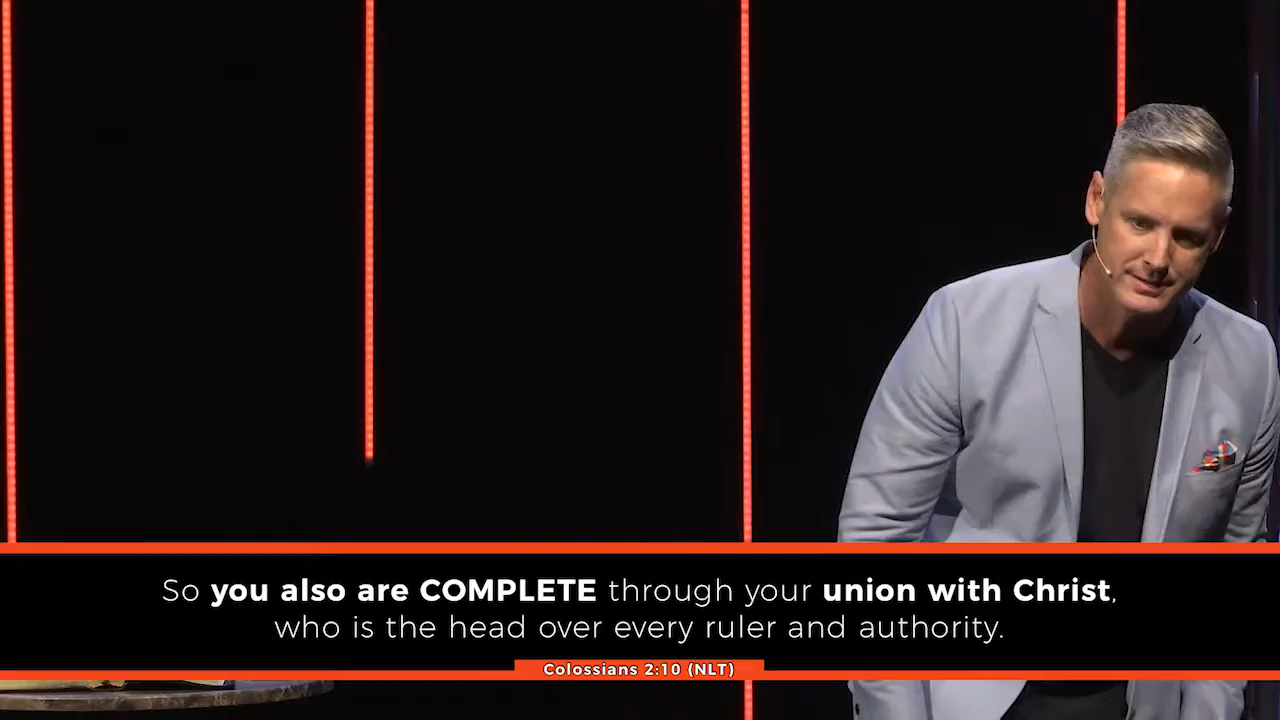 So you also are COMPLETE through your union with Christ,
who is the head over every ruler and authority.
Colossians 2:10 (NLT)